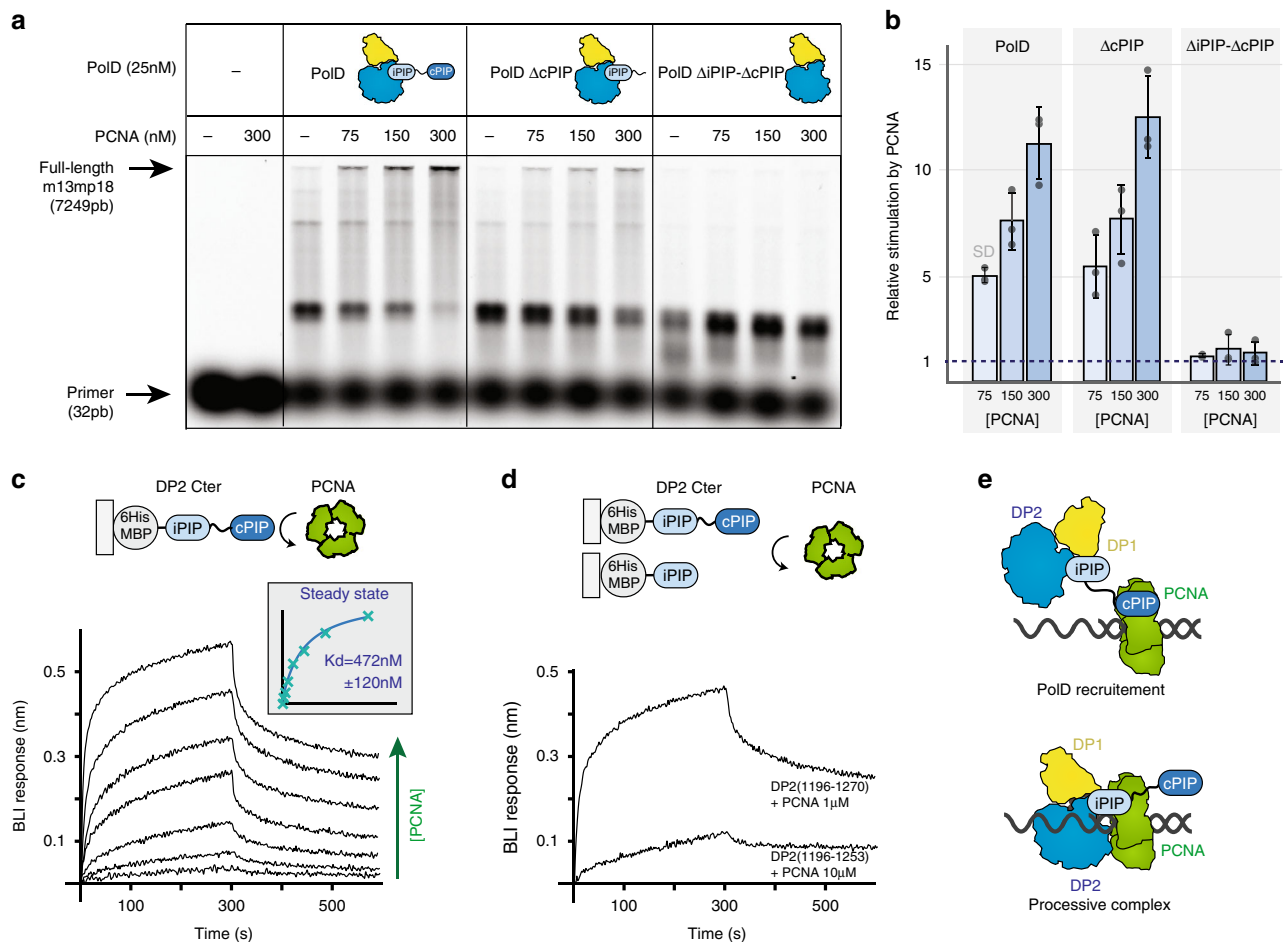 a
PolD (25nM)
–
PolD
iPIP
cPIP
PolD ΔcPIP
iPIP
PolD ΔiPIP-ΔcPIP
PCNA (nM)
– 300 – 75 150 300 – 75 150 300 – 75 150 300
Full-length
m13mp18
(7249pb)
Primer
(32pb)
b
PolD ΔcPIP ΔiPIP-ΔcPIP
Relative stimulation by PCNA
15
10
5
1
SD
75 150 300 75 150 300 75 150 300
[PCNA] [PCNA] [PCNA]
c
DP2 Cter PCNA
6His
MBP
iPIP
cPIP
Steady state
Kd=472nM
±120nM
BLI response (nm)
0.5
0.3
0.1
[PCNA]
100 300 500
Time (s)
d
DP2 Cter PCNA
6His
MBP
iPIP
cPIP
6His
MBP
iPIP
BLI response (nm)
0.5
0.3
0.1
DP2(1196-1270)
+ PCNA 1μM
DP2(1196-1253)
+ PCNA 10μM
100 300 500
Time (s)
e
DP2
DP1
iPIP
PCNA
cPIP
PolD recruitement
DP1
cPIP
iPIP
PCNA
DP2
Processive complex